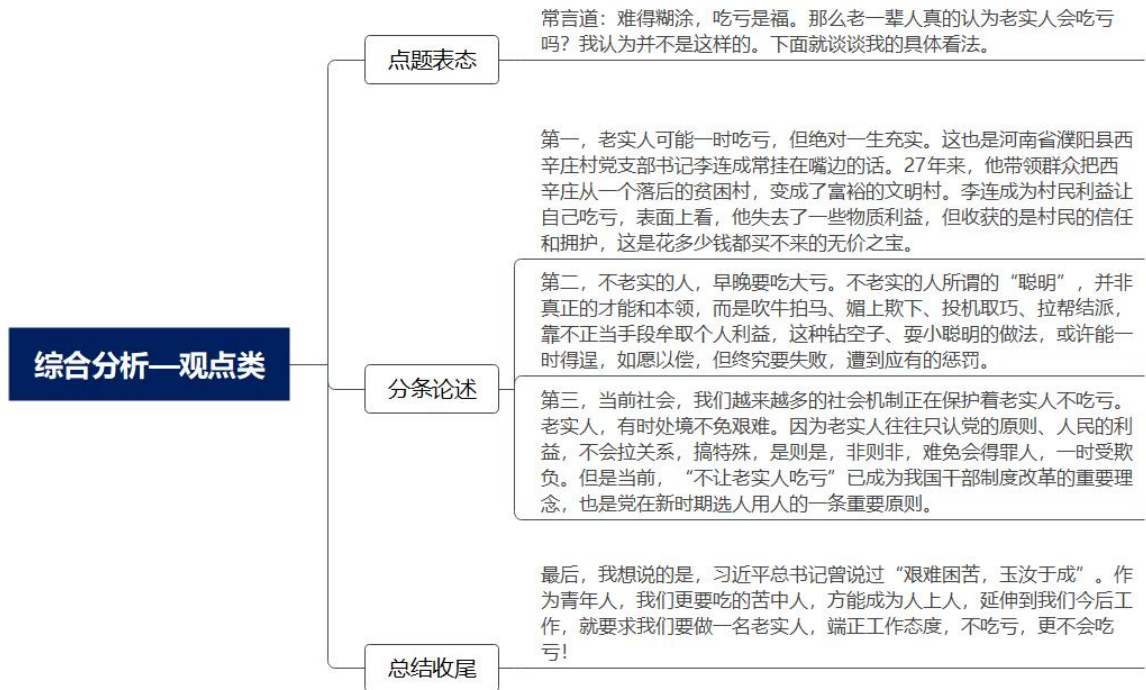 常言道：难得糊涂，吃亏是福。那么老一辈人真的认为老实人会吃亏
吗？我认为并不是这样的。下面就谈谈我的具体看法。
点题表态
第一，老实人可能一时吃亏，但绝对一生充实。这也是河南省濮阳县西
辛庄村党支部书记李连成常挂在嘴边的话。27年来，他带领群众把西
辛庄从一个落后的贫困村，变成了富裕的文明村。李连成为村民利益让
自己吃亏，表面上看，他失去了一些物质利益，但收获的是村民的信任
和拥护，这是花多少钱都买不来的无价之宝。
第二，不老实的人，早晚要吃大亏。不老实的人所谓的“聪明”，并非
真正的才能和本领，而是吹牛拍马、媚上欺下、投机取巧、拉帮结派，
靠不正当手段牟取个人利益，这种钻空子、耍小聪明的做法，或许能一
时得逞，如愿以偿，但终究要失败，遭到应有的惩罚。
综合分析—观点类
分条论述
第三，当前社会，我们越来越多的社会机制正在保护着老实人不吃亏。
老实人，有时处境不免艰难。因为老实人往往只认党的原则、人民的利
益，不会拉关系，搞特殊，是则是，非则非，难免会得罪人，一时受欺
负。但是当前，“不让老实人吃亏”已成为我国干部制度改革的重要理
念，也是党在新时期选人用人的一条重要原则。
最后，我想说的是，习近平总书记曾说过“艰难困苦，玉汝于成”。作
为青年人，我们更要吃的苦中人，方能成为人上人，延伸到我们今后工
作，就要求我们要做一名老实人，端正工作态度，不吃亏，更不会吃
亏！
总结收尾